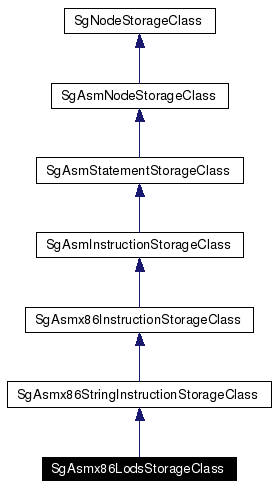 SgNodeStorageClass
SgAsmNodeStorageClass
SgAsmStatementStorageClass
SgAsmInstructionStorageClass
SgAsmx86InstructionStorageClass
SgAsmx86StringInstructionStorageClass
SgAsmx86LodsStorageClass